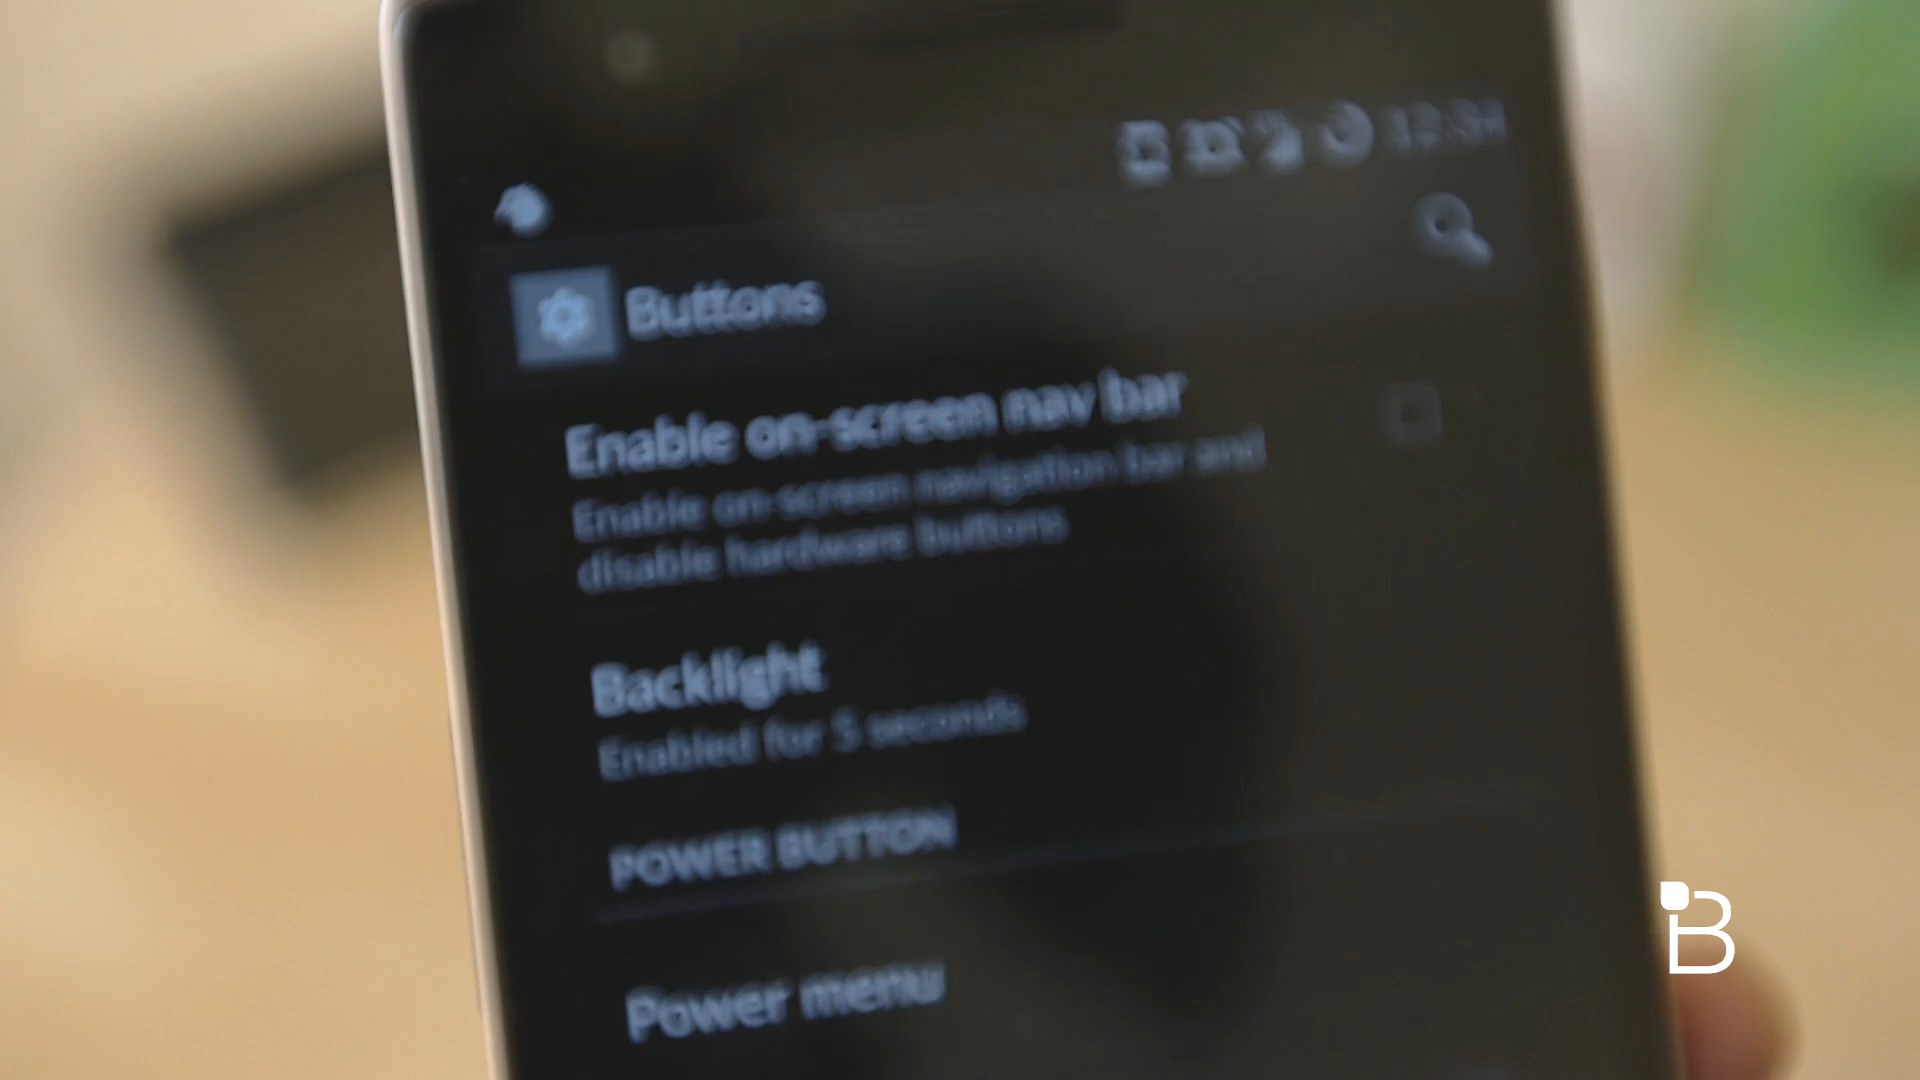 Buttons
Enable on-screen nav bar
Enable on-screen navigation bar and
disable hardware buttons
Backlight
Enabled for 5 seconds
POWER BUTTON
Power menu
B